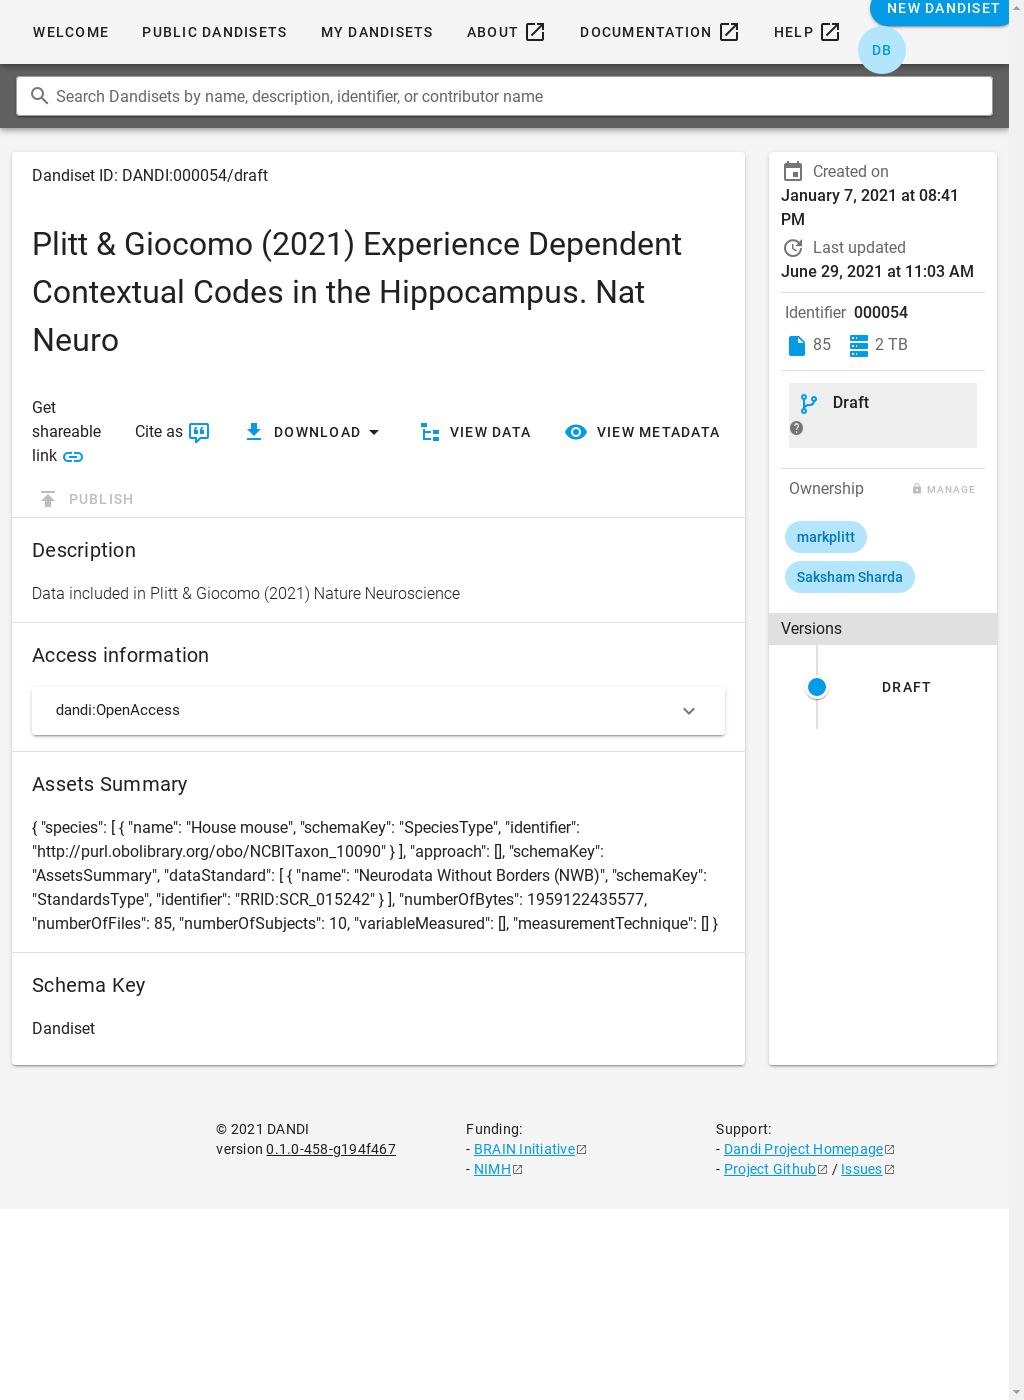 WELCOME
PUBLIC DANDISETS
MY DANDISETS
ABOUT
DOCUMENTATION
HELP
NEW DANDISET
DB
Search Dandisets by name, description, identifier, or contributor name
Dandiset ID: DANDI:000054/draft
Plitt & Giocomo (2021) Experience Dependent
Contextual Codes in the Hippocampus. Nat
Neuro
Get
shareable
link
Cite as
DOWNLOAD
VIEW DATA
VIEW METADATA
PUBLISH
Description
Data included in Plitt & Giocomo (2021) Nature Neuroscience
Access information
dandi:OpenAccess
Assets Summary
{ "species": [ { "name": "House mouse", "schemaKey": "SpeciesType", "identifier":
"http://purl.obolibrary.org/obo/NCBITaxon_10090" } ], "approach": [], "schemaKey":
"AssetsSummary", "dataStandard": [ { "name": "Neurodata Without Borders (NWB)", "schemaKey":
"StandardsType", "identifier": "RRID:SCR_015242" } ], "numberOfBytes": 1959122435577,
"numberOfFiles": 85, "numberOfSubjects": 10, "variableMeasured": [], "measurementTechnique": [] }
Schema Key
Dandiset
Created on
January 7, 2021 at 08:41
PM
Last updated
June 29, 2021 at 11:03 AM
Identifier 000054
85
2 TB
Draft
Ownership
MANAGE
markplitt
Saksham Sharda
Versions
DRAFT
© 2021 DANDI
version 0.1.0-458-g194f467
Funding:
- BRAIN Initiative
- NIMH
Support:
- Dandi Project Homepage
- Project Github / Issues